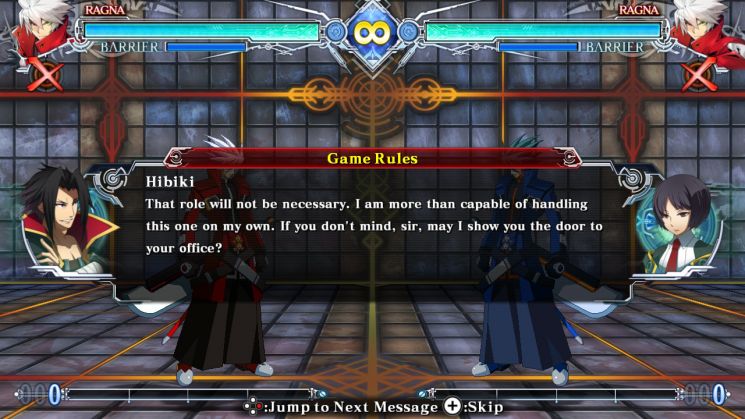 RAGNA
RAGNA
∞
BARRIER
BARRIER
Game Rules
Hibiki
That role will not be necessary. I am more than capable of handling
this one on my own. If you don't mind, sir, may I show you the door to
your office?
0
0
:Jump to Next Message +:Skip